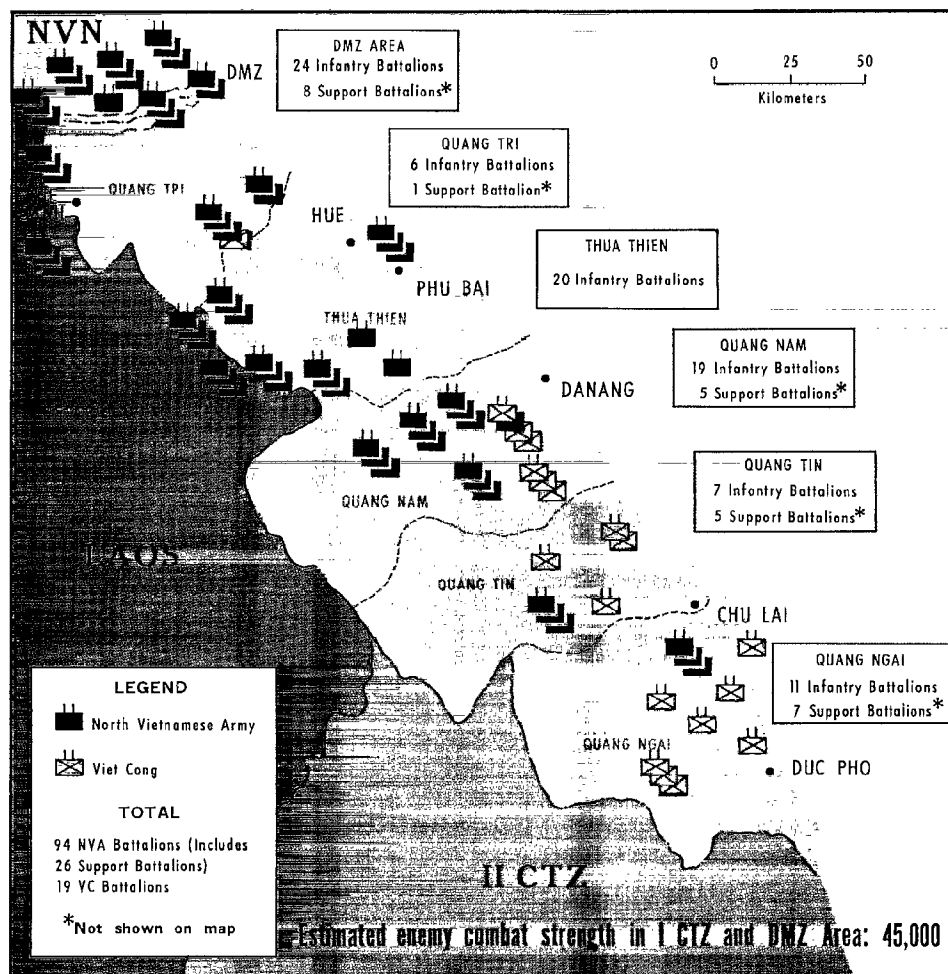 NVN
DMZ
DMZ AREA
24 Infantry Battalions
8 Support Battalions*
0 25 50
Kilometers
QUANG TRI
6 Infantry Battalions
1 Support Battalion*
QUANG TRI
HUE
PHU BAI
THUA THIEN
20 Infantry Battalions
THUA THIEN
QUANG NAM
19 Infantry Battalions
5 Support Battalions*
DANANG
QUANG NAM
QUANG TIN
7 Infantry Battalions
5 Support Battalions*
LAOS
QUANG TIN
CHU LAI
QUANG NGAI
11 Infantry Battalions
7 Support Battalions*
QUANG NGAI
DUC PHO
LEGEND
North Vietnamese Army
Viet Cong
TOTAL
94 NVA Battalions (Includes
26 Support Battalions)
19 VC Battalions
*Not shown on map
II CTZ
Estimated enemy combat strength in I CTZ and DMZ Area: 45,000